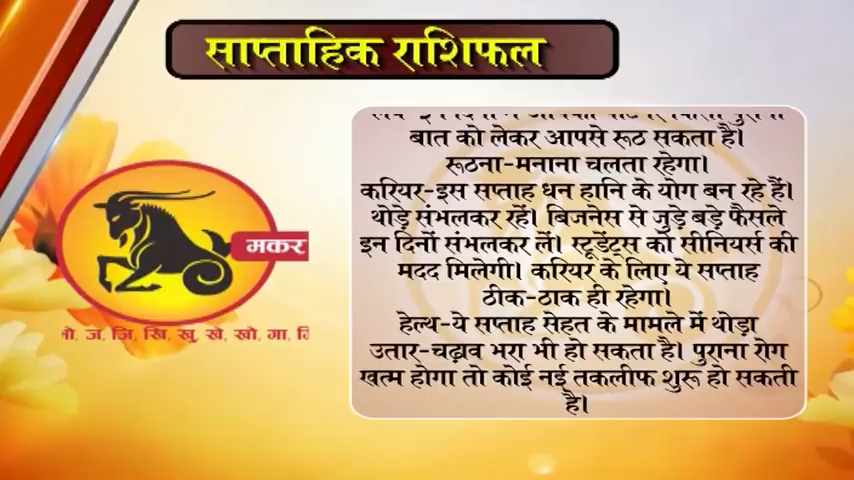 साप्ताहिक राशिफल
बात को लेकर आपसे रूठ सकता है।
रूठना-मनाना चलता रहेगा।
करियर-इस सप्ताह धन हानि के योग बन रहे हैं।
थोड़े संभलकर रहें। बिजनेस से जुड़े बड़े फैसले
इन दिनों संभलकर लें। स्टूडेंट्स को सीनियर्स की
मदद मिलेगी। करियर के लिए ये सप्ताह
ठीक-ठाक ही रहेगा।
हेल्थ-ये सप्ताह सेहत के मामले में थोड़ा
उतार-चढ़ाव भरा भी हो सकता है। पुराना रोग
खत्म होगा तो कोई नई तकलीफ शुरू हो सकती
है।
मकर
ज, जि, खि, खु, खे, खो, गा,